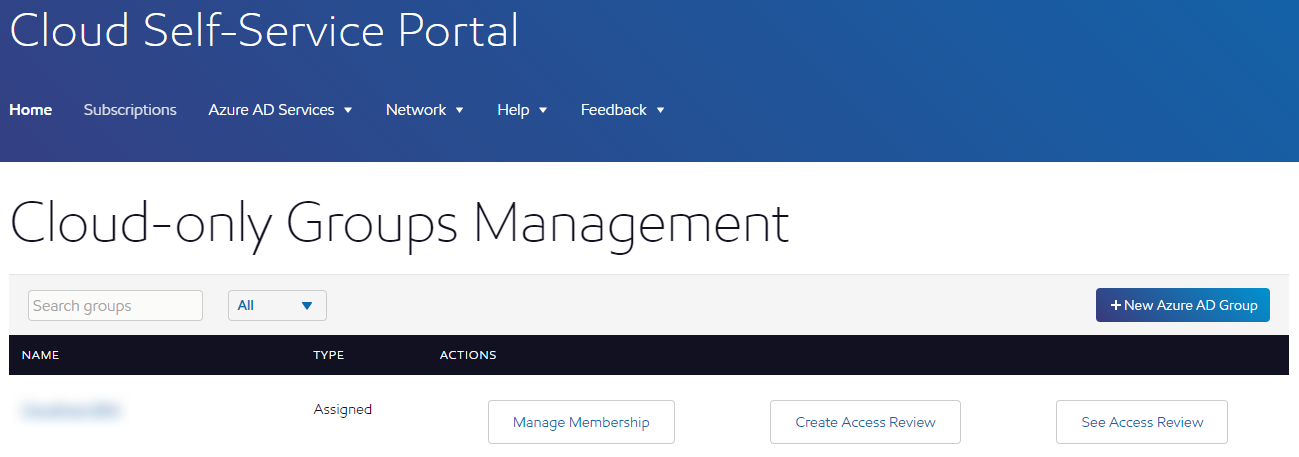 Cloud Self-Service Portal
Home Subscriptions Azure AD Services Network Help Feedback
Cloud-only Groups Management
Search groups All + New Azure AD Group
NAME TYPE ACTIONS
Assigned
Manage Membership Create Access Review See Access Review